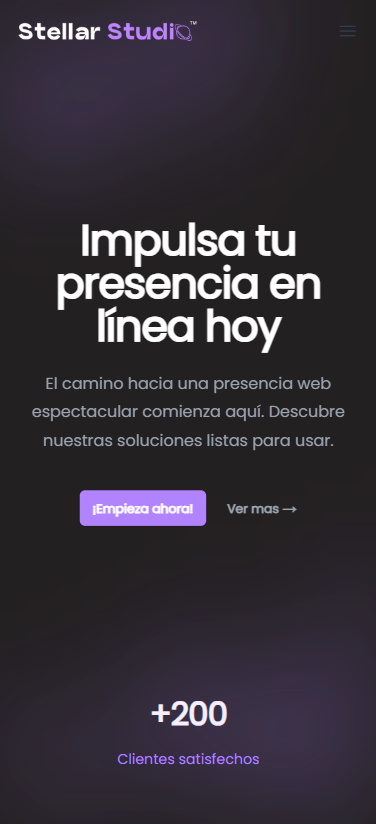 Stellar Studio™
Impulsa tu
presencia en
línea hoy
El camino hacia una presencia web
espectacular comienza aquí. Descubre
nuestras soluciones listas para usar.
¡Empieza ahora! Ver mas →
+200
Clientes satisfechos